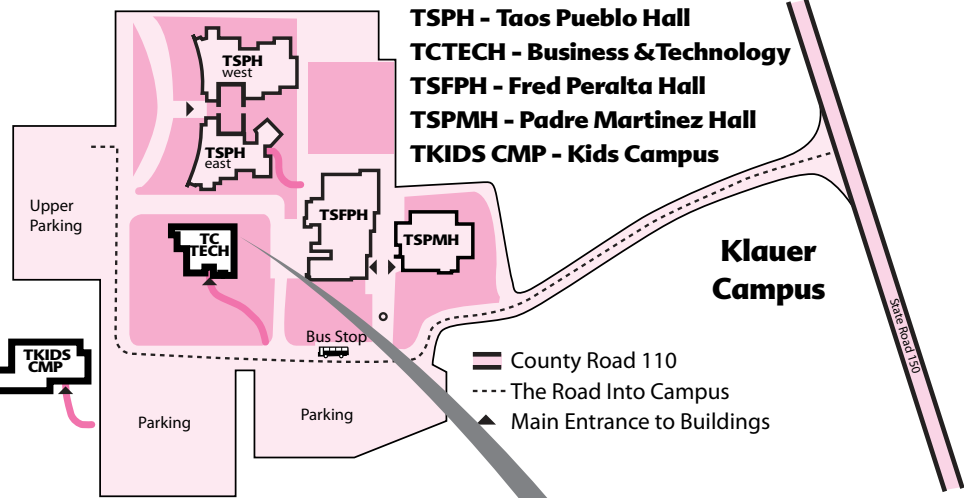 TSPH - Taos Pueblo Hall
TCTECH - Business &Technology
TSFPH - Fred Peralta Hall
TSPMH - Padre Martinez Hall
TKIDS CMP - Kids Campus
TSPH
west
TSPH
east
Upper
Parking
TSFPH
TC
TECH
TSPMH
Klauer
Campus
State Road 150
Bus Stop
TKIDS
CMP
County Road 110
The Road Into Campus
Main Entrance to Buildings
Parking
Parking